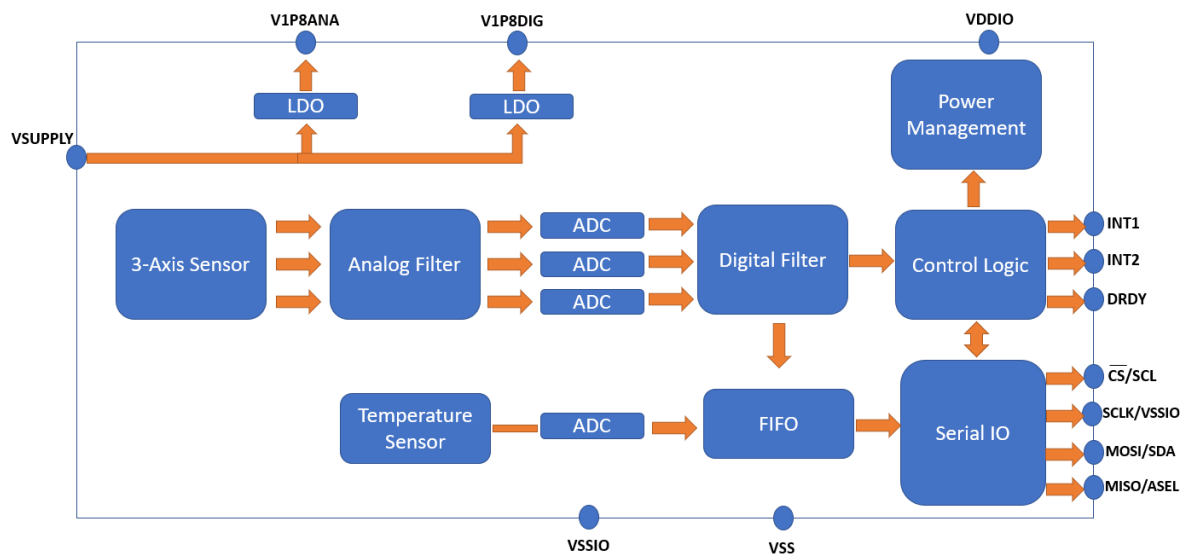 V1P8ANA
V1P8DIG
VDDIO
LDO
LDO
Power
Management
VSUPPLY
3-Axis Sensor
Analog Filter
ADC
ADC
ADC
Digital Filter
Control Logic
INT1
INT2
DRDY
Temperature
Sensor
ADC
FIFO
Serial IO
C̅S̅/SCL
SCLK/VSSIO
MOSI/SDA
MISO/ASEL
VSSIO
VSS